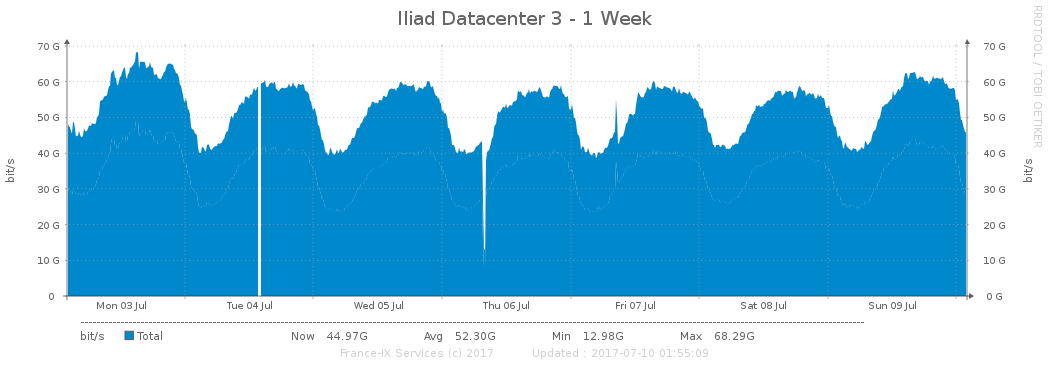 Iliad Datacenter 3 - 1 Week
RRDTOOL / TOBI OETIKER
70 G 70 G
60 G 60 G
50 G 50 G
40 G 40 G
30 G 30 G
20 G 20 G
10 G 10 G
0 0 G
bit/s bit/s
Mon 03 Jul Tue 04 Jul Wed 05 Jul Thu 06 Jul Fri 07 Jul Sat 08 Jul Sun 09 Jul
bit/s Total Now 44.97G Avg 52.30G Min 12.98G Max 68.29G
France-IX Services (c) 2017 Updated : 2017-07-10 01:55:09